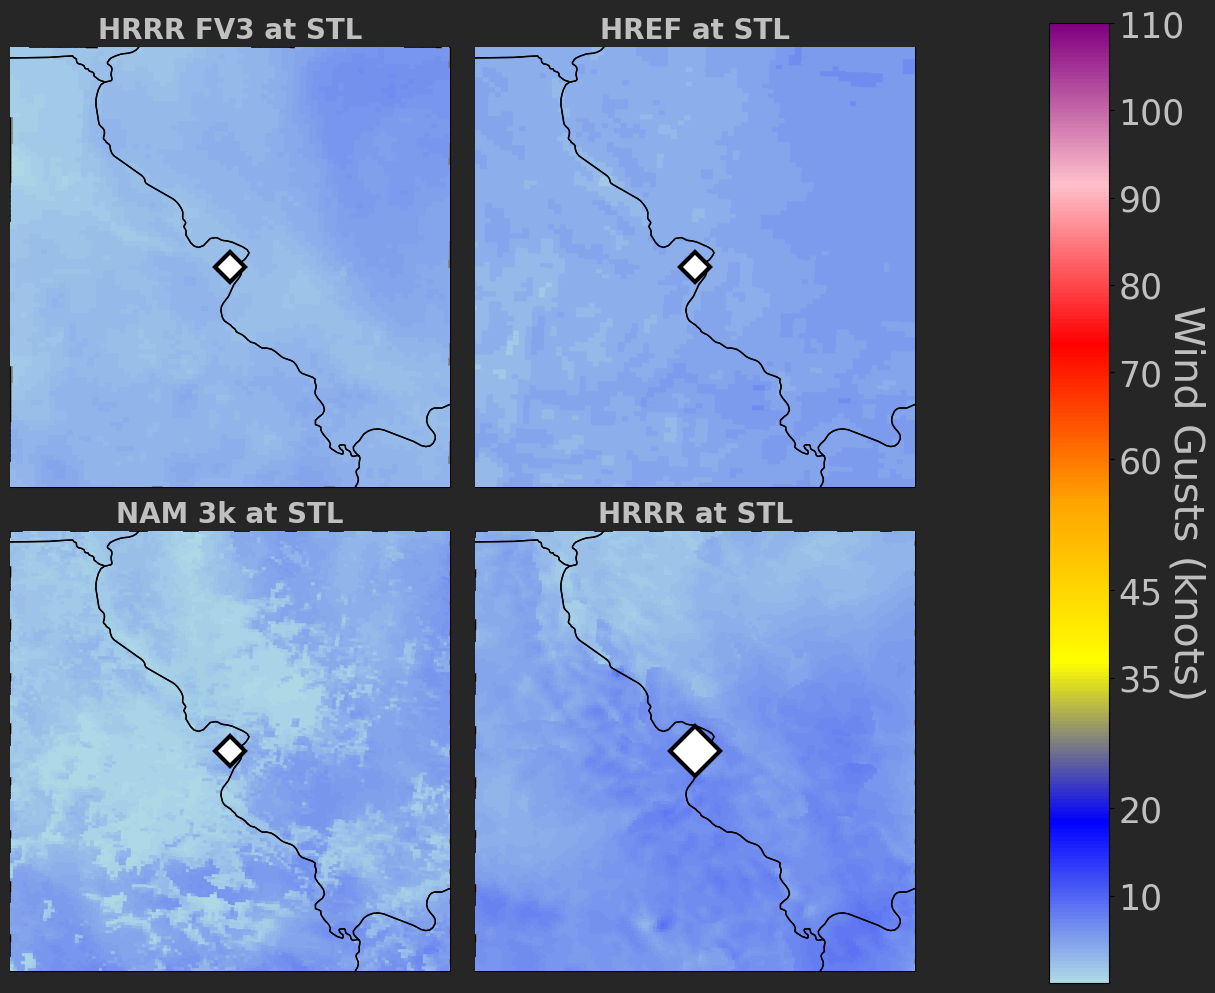 HRRR FV3 at STL
HREF at STL
NAM 3k at STL
HRRR at STL
110
100
90
80
70
60
45
35
20
10
Wind Gusts (knots)